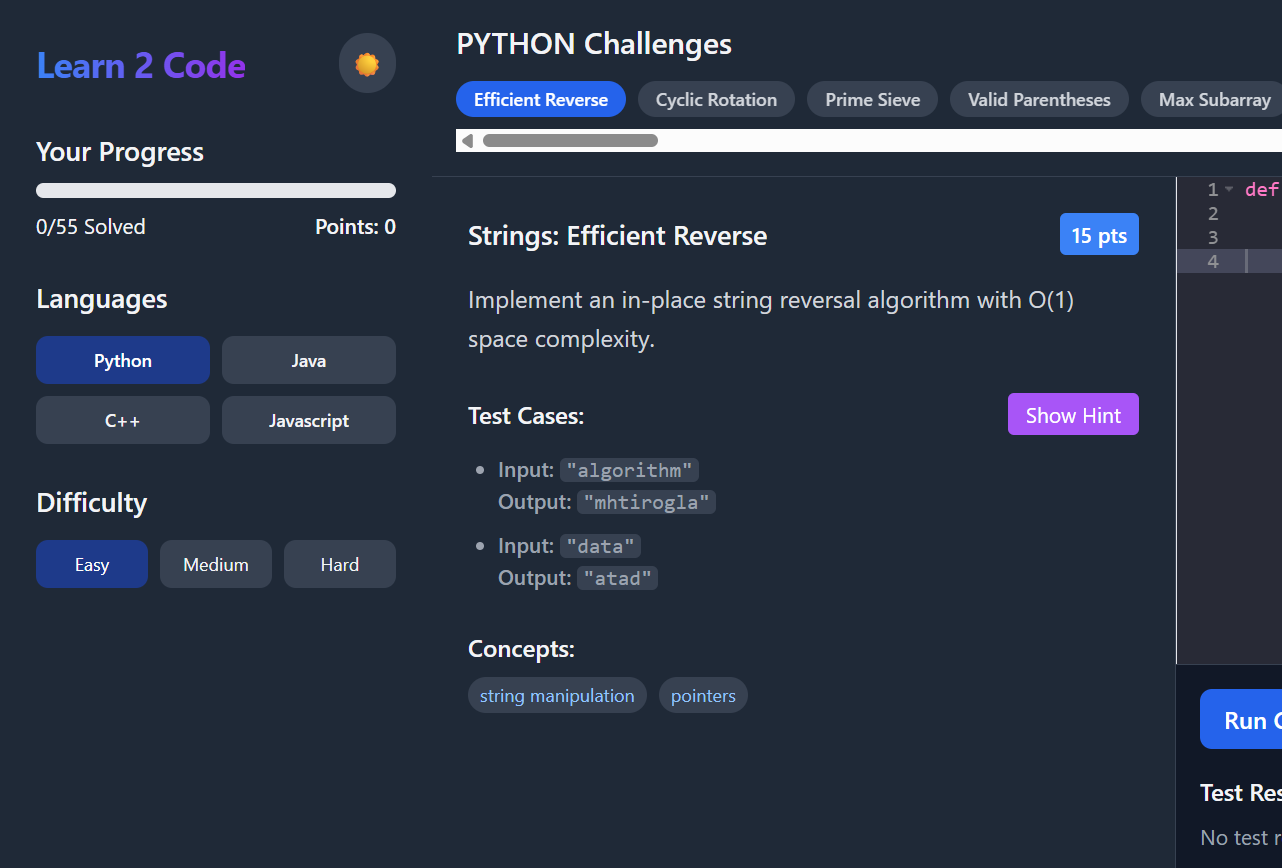 Learn 2 Code
Your Progress
0/55 Solved
Points: 0
Languages
Python
Java
C++
Javascript
Difficulty
Easy
Medium
Hard
PYTHON Challenges
Efficient Reverse
Cyclic Rotation
Prime Sieve
Valid Parentheses
Max Subarray
Strings: Efficient Reverse
15 pts
Implement an in-place string reversal algorithm with O(1)
space complexity.
Test Cases:
Show Hint
Input: "algorithm"
Output: "mhtirogla"
Input: "data"
Output: "atad"
Concepts:
string manipulation
pointers
1 def
2
3
4
Run
Test
No test